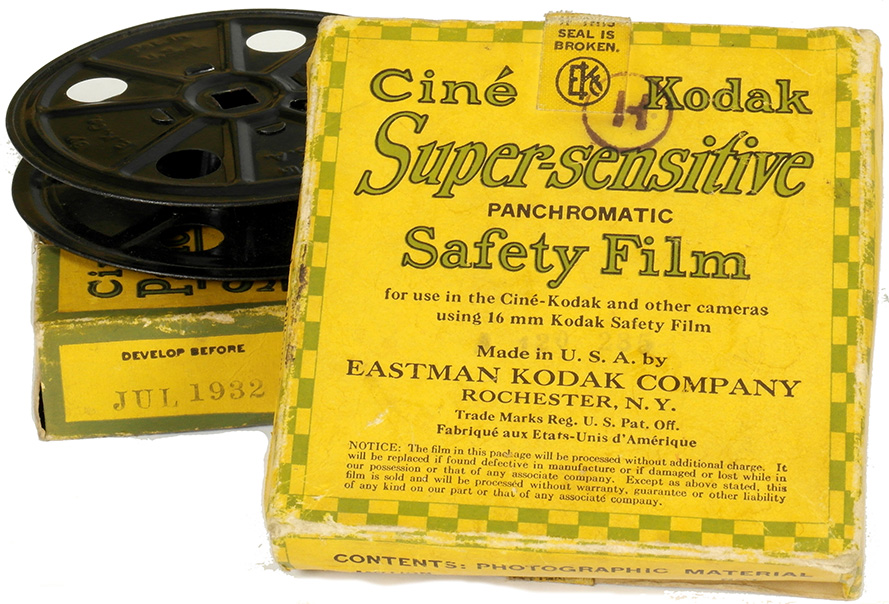 SEAL IS
BROKEN.
EKCo
Ciné Kodak
H
Super-sensitive
PANCHROMATIC
Safety Film
for use in the Ciné-Kodak and other cameras
using 16 mm Kodak Safety Film
Made in U. S. A. by
EASTMAN KODAK COMPANY
ROCHESTER, N. Y.
Trade Marks Reg. U. S. Pat. Off.
Fabriqué aux Etats-Unis d'Amérique
NOTICE: The film in this package will be processed without additional charge. It
will be replaced if found defective in manufacture or if damaged or lost while in
our possession or that of any associate company. Except as above stated, this
film is sold and will be processed without warranty, guarantee or other liability
of any kind on our part or that of any associate company.
CONTENTS: PHOTOGRAPHIC MATERIAL
DEVELOP BEFORE
JUL 1932